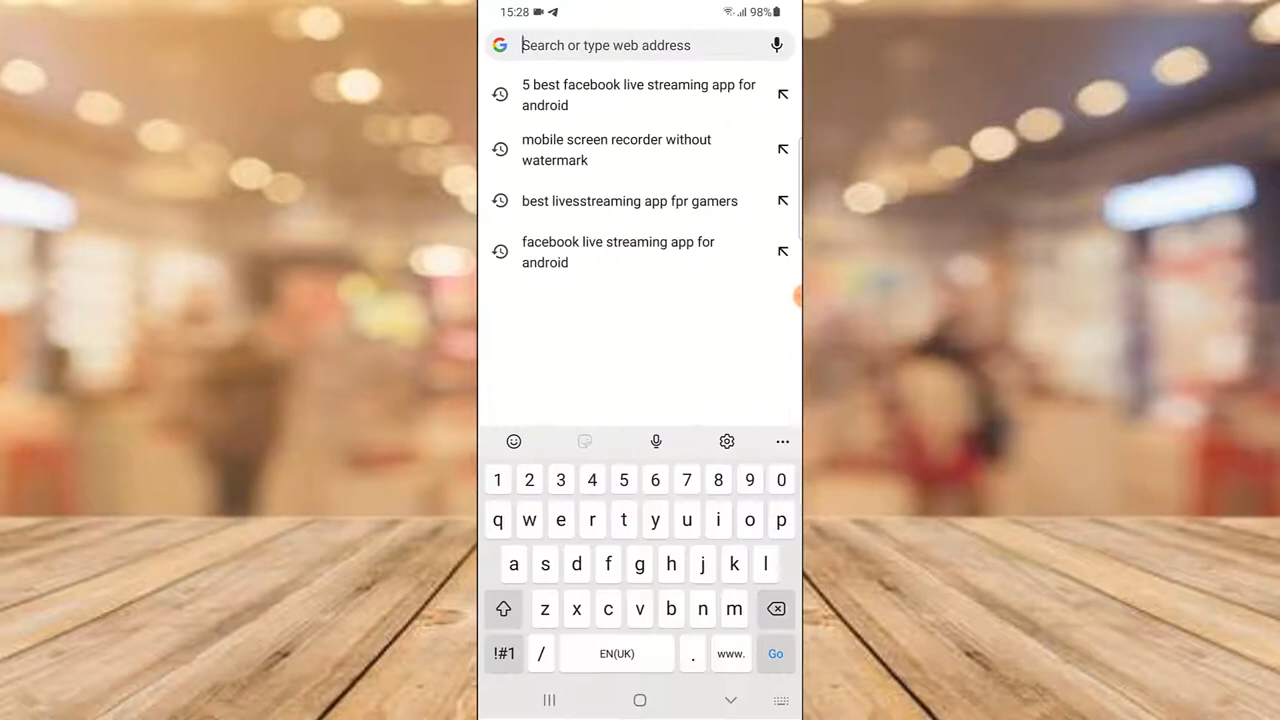 15:28 98%
Search or type web address
5 best facebook live streaming app for
android
mobile screen recorder without
watermark
best livesstreaming app fpr gamers
facebook live streaming app for
android
1 2 3 4 5 6 7 8 9 0
q w e r t y u i o p
a s d f g h j k l
z x c v b n m
!#1 / EN(UK) . www. Go